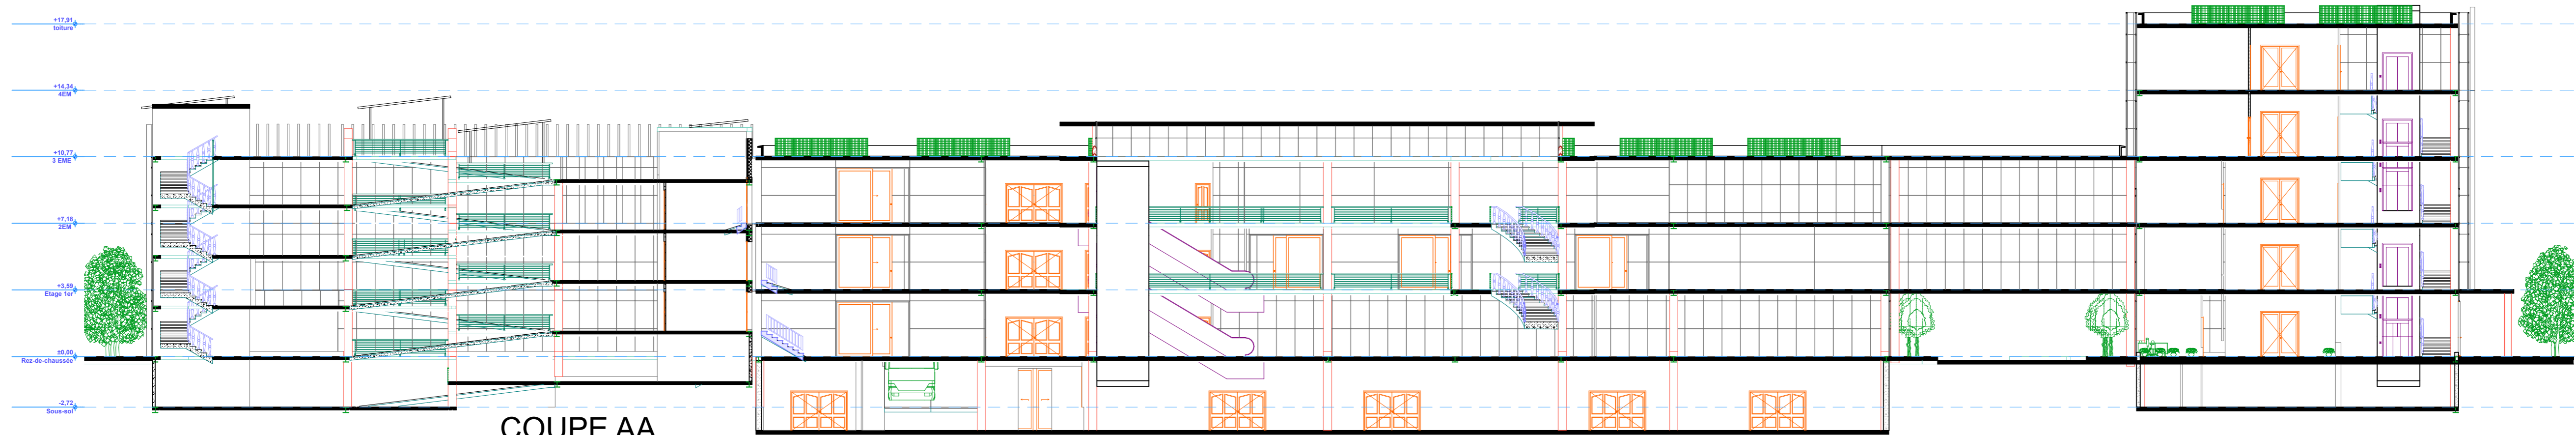 +17,91
toiture
+14,34
4EM
+10,77
3 EME
+7,18
2EM
+3,59
Etage 1er
±0,00
Rez-de-chaussée
-2,72
Sous-sol
COUPE AA